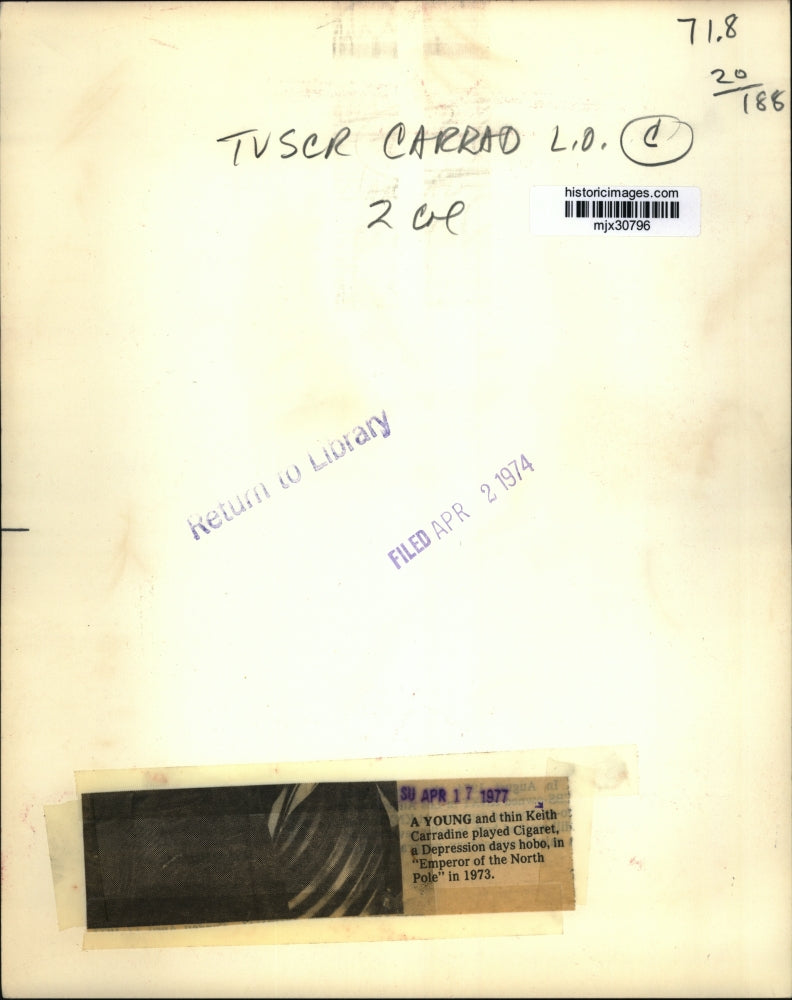 71.8
20/188
TVSCR CARRAD L.O. C
2 col
historicimages.com
mjx30796
Return to Library
FILED APR 2 1974
SU APR 17 1977
A YOUNG and thin Keith
Carradine played Cigaret,
a Depression days hobo, in
"Emperor of the North
Pole" in 1973.